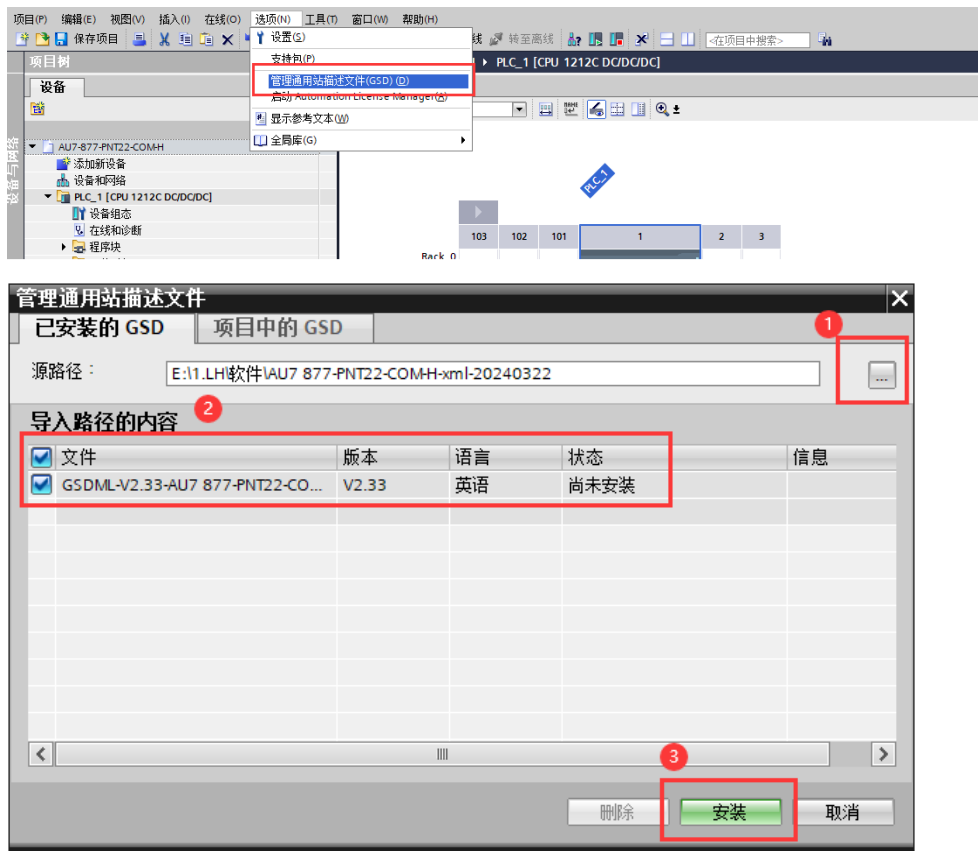 项目(P) 编辑(E) 视图(V) 插入(I) 在线(O) 选项(N) 工具(T) 窗口(W) 帮助(H)
保存项目 设置(S) 线 转至离线 <在项目中搜索>
项目树 支持包(P) PLC_1 [CPU 1212C DC/DC/DC]
设备 管理通用站描述文件(GSD) (D)
启动 Automation License Manager(A)
显示参考文本(W)
全局库(G)
设备与网络
AU7-877-PNT22-COM-H
添加新设备
设备和网络
PLC_1 [CPU 1212C DC/DC/DC]
设备组态
在线和诊断
程序块
PLC_1
103 102 101 1 2 3
Rack_0
管理通用站描述文件
已安装的 GSD 项目中的 GSD
1
源路径： E:\1.LH\软件\AU7 877-PNT22-COM-H-xml-20240322 ...
导入路径的内容 2
文件 版本 语言 状态 信息
GSDML-V2.33-AU7 877-PNT22-CO... V2.33 英语 尚未安装
3
删除 安装 取消